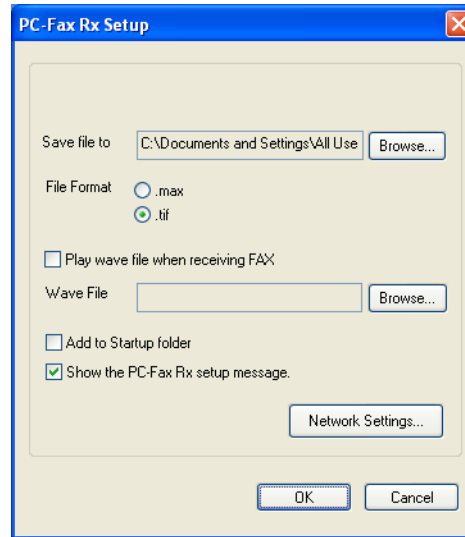 PC-Fax Rx Setup
Save file to C:\Documents and Settings\All Use Browse...
File Format .max
.tif
Play wave file when receiving FAX
Wave File Browse...
Add to Startup folder
Show the PC-Fax Rx setup message.
Network Settings...
OK Cancel